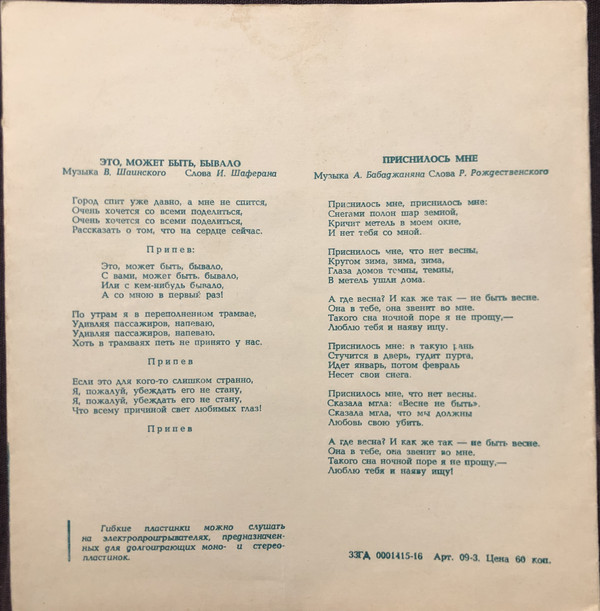 ЭТО, МОЖЕТ БЫТЬ, БЫВАЛО
Музыка В. Шаинского Слова И. Шаферана
Город спит уже давно, а мне не спится,
Очень хочется со всеми поделиться,
Очень хочется со всеми поделиться,
Рассказать о том, что на сердце сейчас.
Припев:
Это, может быть, бывало,
С вами, может быть, бывало,
Или с кем-нибудь бывало,
А со мною в первый раз!
По утрам я в переполненном трамвае,
Удивляя пассажиров, напеваю,
Удивляя пассажиров, напеваю.
Хоть в трамваях петь не принято у нас.
Припев
Если это для кого-то слишком странно,
Я, пожалуй, убеждать его не стану,
Я, пожалуй, убеждать его не стану,
Что всему причиной свет любимых глаз!
Припев
Гибкие пластинки можно слушать
на электропроигрывателях, предназначен-
ных для долгоиграющих моно- и стерео-
пластинок.
ПРИСНИЛОСЬ МНЕ
Музыка А. Бабаджаняна Слова Р. Рождественского
Приснилось мне, приснилось мне:
Снегами полон шар земной,
Кричит метель в моем окне,
И нет тебя со мной.
Приснилось мне, что нет весны,
Кругом зима, зима, зима,
Глаза домов темны, темны,
В метель ушли дома.
А где весна? И как же так — не быть весне.
Она в тебе, она звенит во мне.
Такого сна ночной поре я не прощу,—
Люблю тебя и наяву ищу.
Приснилось мне: в такую рань
Стучится в дверь, гудит пурга,
Идет январь, потом февраль
Несет свои снега.
Приснилось мне, что нет весны.
Сказала мгла: «Весне не быть».
Сказала мгла, что мы должны
Любовь свою убить.
А где весна? И как же так — не быть весне.
Она в тебе, она звенит во мне.
Такого сна ночной поре я не прощу,—
Люблю тебя и наяву ищу!
33ГД 0001415-16 Арт. 09-3. Цена 60 коп.